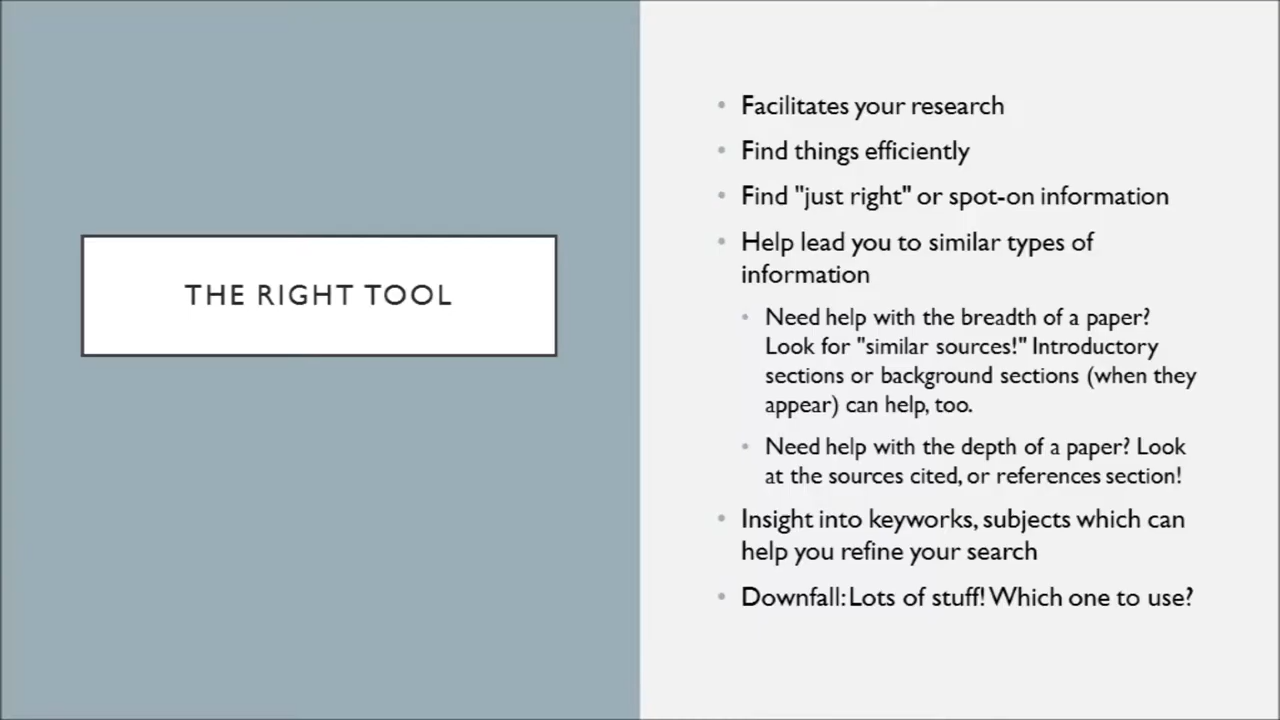 THE RIGHT TOOL
• Facilitates your research
• Find things efficiently
• Find "just right" or spot-on information
• Help lead you to similar types of
information
• Need help with the breadth of a paper?
Look for "similar sources!" Introductory
sections or background sections (when they
appear) can help, too.
• Need help with the depth of a paper? Look
at the sources cited, or references section!
• Insight into keyworks, subjects which can
help you refine your search
• Downfall: Lots of stuff! Which one to use?